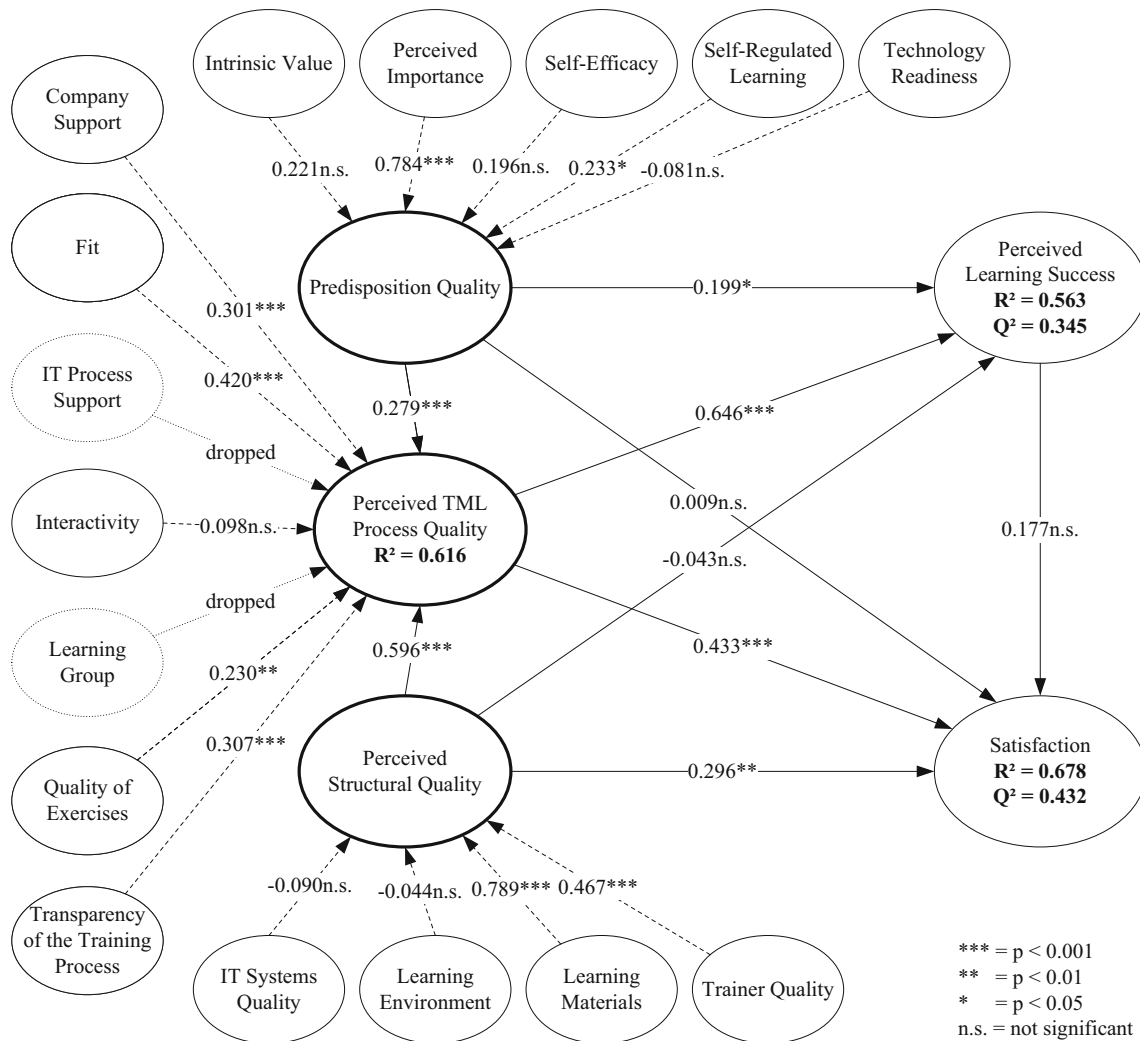 Intrinsic Value
Perceived
Importance
Self-Efficacy
Self-Regulated
Learning
Technology
Readiness
Company
Support
0.221n.s.
0.784***
0.196n.s.
0.233*
-0.081n.s.
Fit
Predisposition Quality
0.199*
Perceived
Learning Success
R² = 0.563
Q² = 0.345
0.301***
IT Process
Support
0.420***
0.279***
0.646***
dropped
Interactivity
0.098n.s.
Perceived TML
Process Quality
R² = 0.616
0.009n.s.
-0.043n.s.
0.177n.s.
dropped
Learning
Group
0.596***
0.433***
0.230**
0.307***
Quality of
Exercises
Perceived
Structural Quality
0.296**
Satisfaction
R² = 0.678
Q² = 0.432
-0.090n.s.
-0.044n.s.
0.789***
0.467***
Transparency
of the Training
Process
IT Systems
Quality
Learning
Environment
Learning
Materials
Trainer Quality
*** = p < 0.001
** = p < 0.01
* = p < 0.05
n.s. = not significant